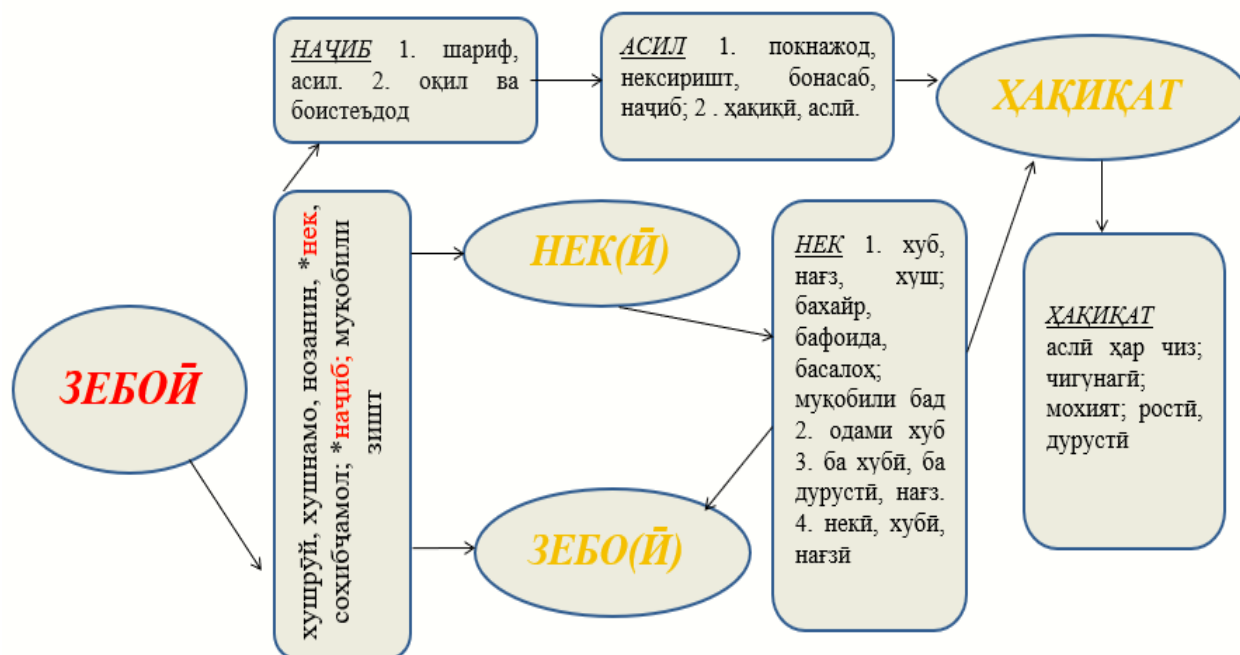 НАҶИБ 1. шариф,
асил. 2. оқил ва
боистеъдод
АСИЛ 1. покнажод,
нексиришт, бонасаб,
наҷиб; 2 . ҳақиқӣ, аслӣ.
ҲАҚИҚАТ
ЗЕБОӢ
хушрӯй, хушнамо, нозанин, *нек,
соҳибҷамол; *наҷиб; муқобили
зишт
НЕК(Ӣ)
ЗЕБО(Ӣ)
НЕК 1. хуб,
нағз, хуш;
бахайр,
бафоида,
басалоҳ;
муқобили бад
2. одами хуб
3. ба хубӣ, ба
дурустӣ, нағз.
4. некӣ, хубӣ,
нағзӣ
ҲАҚИҚАТ
аслӣ ҳар чиз;
чигунагӣ;
мохият; ростӣ,
дурустӣ